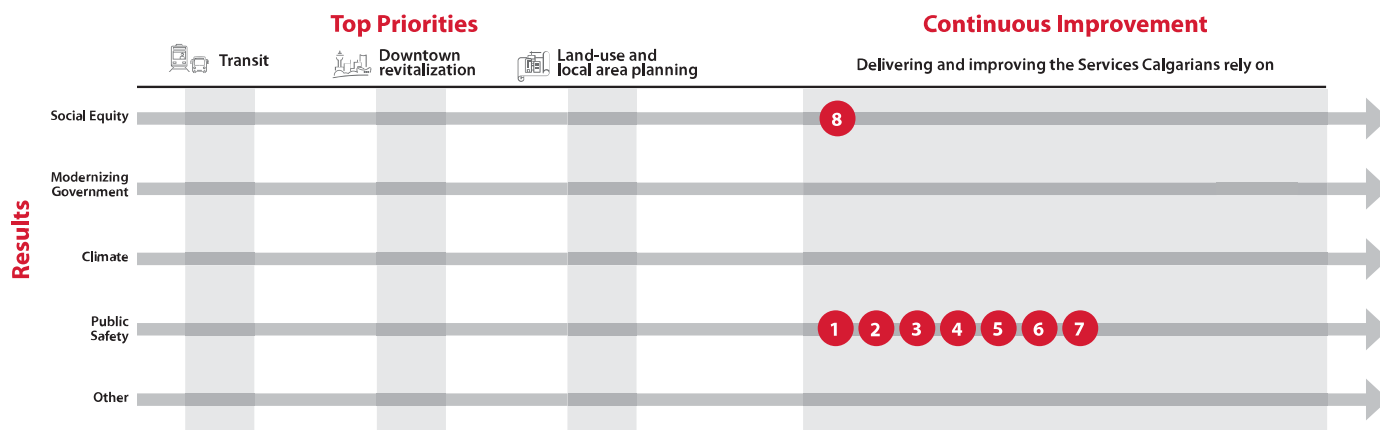 Top Priorities
Continuous Improvement
Transit
Downtown
revitalization
Land-use and
local area planning
Delivering and improving the Services Calgarians rely on
Results
Social Equity
8
Modernizing
Government
Climate
Public
Safety
1 2 3 4 5 6 7
Other